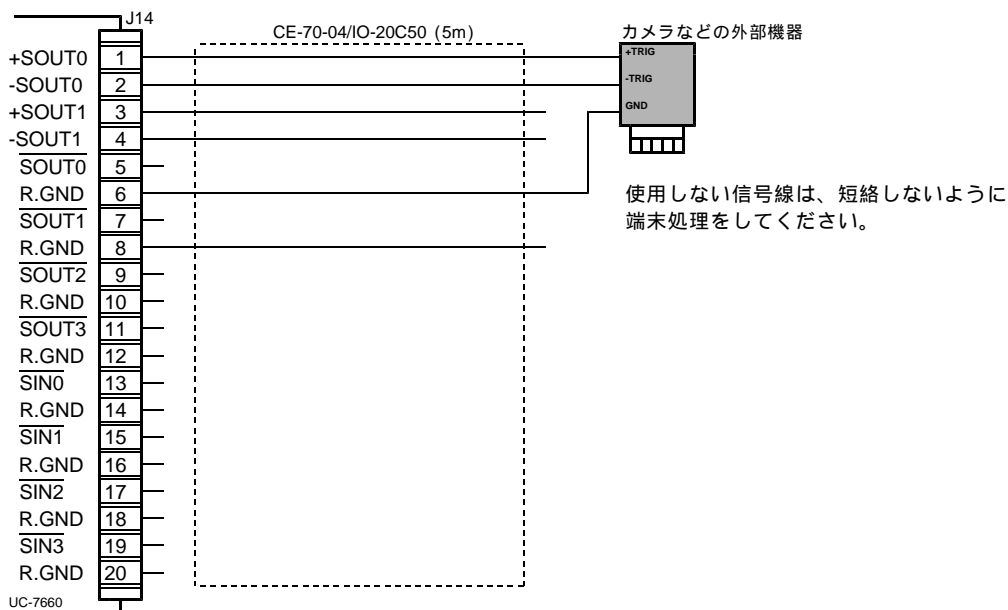 J14
CE-70-04/IO-20C50 (5m)
カメラなどの外部機器
+SOUT0 1
+TRIG
-SOUT0 2
-TRIG
+SOUT1 3
GND
-SOUT1 4
SOUT0 5
R.GND 6
使用しない信号線は、短絡しないように
SOUT1 7
端末処理をしてください。
R.GND 8
SOUT2 9
R.GND 10
SOUT3 11
R.GND 12
SIN0 13
R.GND 14
SIN1 15
R.GND 16
SIN2 17
R.GND 18
SIN3 19
R.GND 20
UC-7660